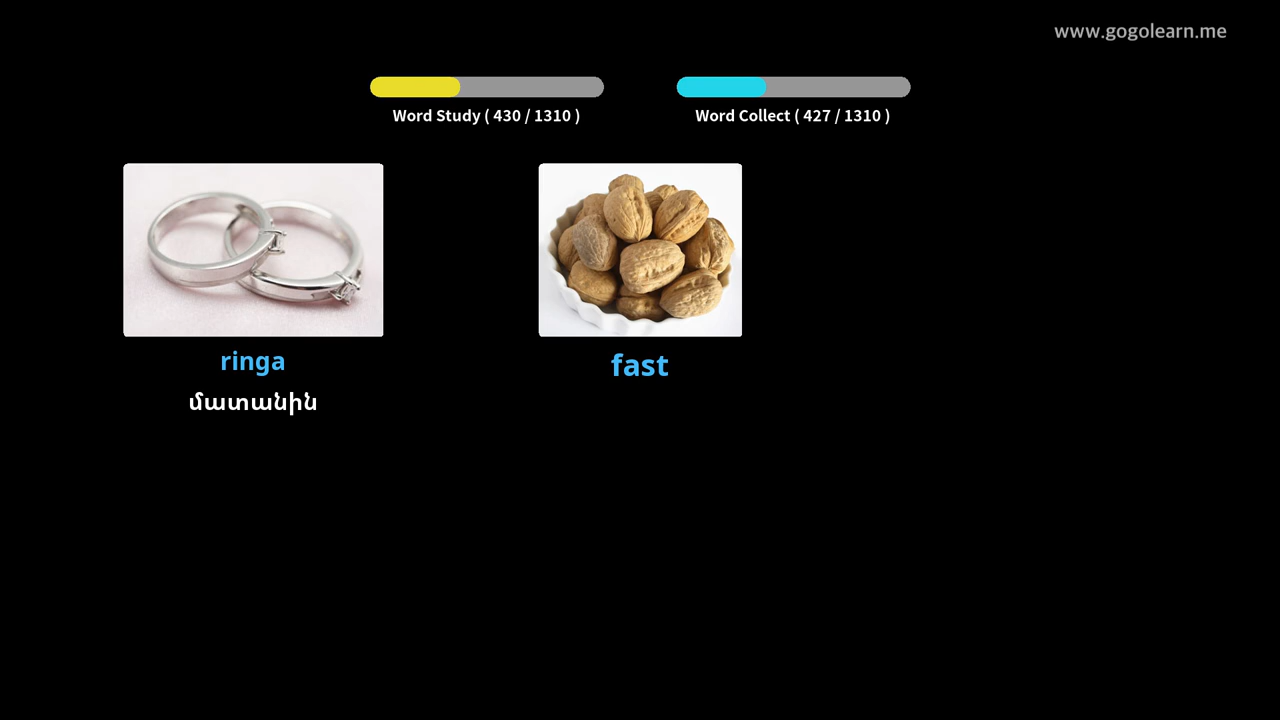 www.gogolearn.me
Word Study ( 430 / 1310 )
Word Collect ( 427 / 1310 )
ringa
մատանին
fast